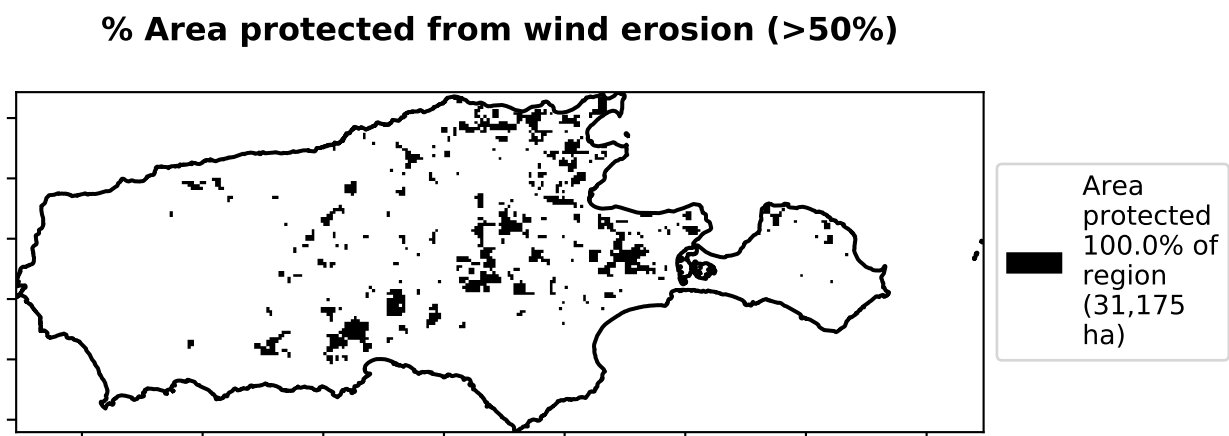 % Area protected from wind erosion (>50%)
Area
protected
100.0% of
region
(31,175
ha)